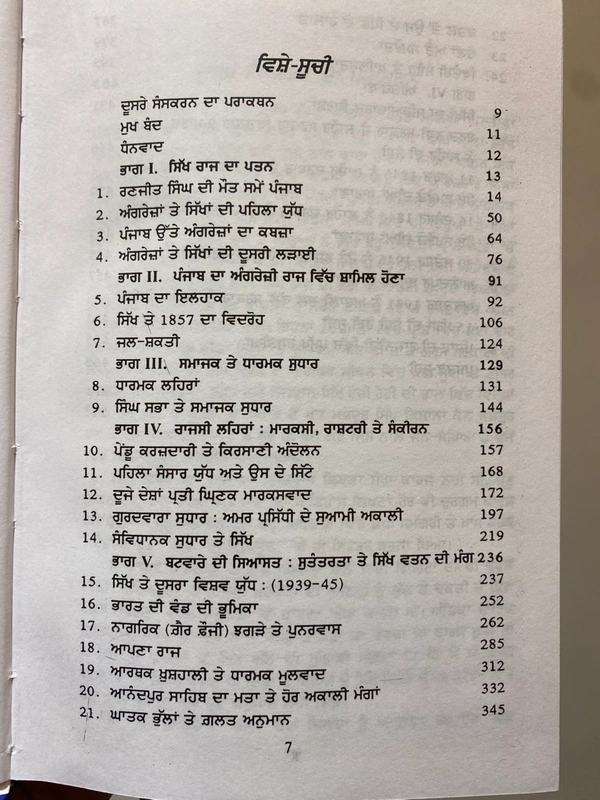 ਵਿਸ਼ੇ-ਸੂਚੀ
ਦੂਸਰੇ ਸੰਸਕਰਨ ਦਾ ਪਰਾਕਥਨ 9
ਮੁਖ ਬੰਦ 11
ਧੰਨਵਾਦ 12
ਭਾਗ I. ਸਿੱਖ ਰਾਜ ਦਾ ਪਤਨ 13
1. ਰਣਜੀਤ ਸਿੰਘ ਦੀ ਮੌਤ ਸਮੇਂ ਪੰਜਾਬ 14
2. ਅੰਗਰੇਜ਼ਾਂ ਤੇ ਸਿੱਖਾਂ ਦੀ ਪਹਿਲਾ ਯੁੱਧ 50
3. ਪੰਜਾਬ ਉੱਤੇ ਅੰਗਰੇਜ਼ਾਂ ਦਾ ਕਬਜ਼ਾ 64
4. ਅੰਗਰੇਜ਼ਾਂ ਤੇ ਸਿੱਖਾਂ ਦੀ ਦੂਸਰੀ ਲੜਾਈ 76
ਭਾਗ II. ਪੰਜਾਬ ਦਾ ਅੰਗਰੇਜ਼ੀ ਰਾਜ ਵਿੱਚ ਸ਼ਾਮਿਲ ਹੋਣਾ 91
5. ਪੰਜਾਬ ਦਾ ਇਲਹਾਕ 92
6. ਸਿੱਖ ਤੇ 1857 ਦਾ ਵਿਦਰੋਹ 106
7. ਜਲ-ਸ਼ਕਤੀ 124
ਭਾਗ III. ਸਮਾਜਕ ਤੇ ਧਾਰਮਕ ਸੁਧਾਰ 129
8. ਧਾਰਮਕ ਲਹਿਰਾਂ 131
9. ਸਿੰਘ ਸਭਾ ਤੇ ਸਮਾਜਕ ਸੁਧਾਰ 144
ਭਾਗ IV. ਰਾਜਸੀ ਲਹਿਰਾਂ : ਮਾਰਕਸੀ, ਰਾਸ਼ਟਰੀ ਤੇ ਸੰਕੀਰਨ 156
10. ਪੇਂਡੂ ਕਰਜ਼ਦਾਰੀ ਤੇ ਕਿਰਸਾਣੀ ਅੰਦੋਲਨ 157
11. ਪਹਿਲਾ ਸੰਸਾਰ ਯੁੱਧ ਅਤੇ ਉਸ ਦੇ ਸਿੱਟੇ 168
12. ਦੂਜੇ ਦੇਸ਼ਾਂ ਪ੍ਰਤੀ ਘ੍ਰਿਣਕ ਮਾਰਕਸਵਾਦ 172
13. ਗੁਰਦਵਾਰਾ ਸੁਧਾਰ : ਅਮਰ ਪ੍ਰਸਿੱਧੀ ਦੇ ਸੁਆਮੀ ਅਕਾਲੀ 197
14. ਸੰਵਿਧਾਨਕ ਸੁਧਾਰ ਤੇ ਸਿੱਖ 219
ਭਾਗ V. ਬਟਵਾਰੇ ਦੀ ਸਿਆਸਤ : ਸੁਤੰਤਰਤਾ ਤੇ ਸਿੱਖ ਵਤਨ ਦੀ ਮੰਗ 236
15. ਸਿੱਖ ਤੇ ਦੂਸਰਾ ਵਿਸ਼ਵ ਯੁੱਧ : (1939-45) 237
16. ਭਾਰਤ ਦੀ ਵੰਡ ਦੀ ਭੂਮਿਕਾ 252
17. ਨਾਗਰਿਕ (ਗ਼ੈਰ ਫ਼ੌਜੀ) ਝਗੜੇ ਤੇ ਪੁਨਰਵਾਸ 262
18. ਆਪਣਾ ਰਾਜ 285
19. ਆਰਥਕ ਖ਼ੁਸ਼ਹਾਲੀ ਤੇ ਧਾਰਮਕ ਮੂਲਵਾਦ 312
20. ਆਨੰਦਪੁਰ ਸਾਹਿਬ ਦਾ ਮਤਾ ਤੇ ਹੋਰ ਅਕਾਲੀ ਮੰਗਾਂ 332
21. ਘਾਤਕ ਭੁੱਲਾਂ ਤੇ ਗ਼ਲਤ ਅਨੁਮਾਨ 345
7